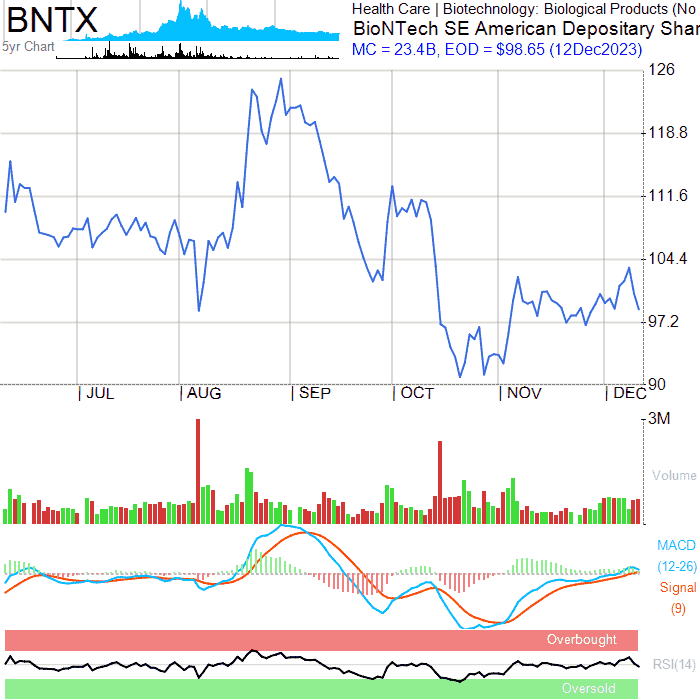 BNTX
5yr Chart
Health Care | Biotechnology: Biological Products (No
BioNTech SE American Depositary Shar
MC = 23.4B, EOD = $98.65 (12Dec2023)
126
118.8
111.6
104.4
97.2
90
JUL AUG SEP OCT NOV DEC
3M
Volume
MACD
(12-26)
Signal
(9)
Overbought
RSI(14)
Oversold